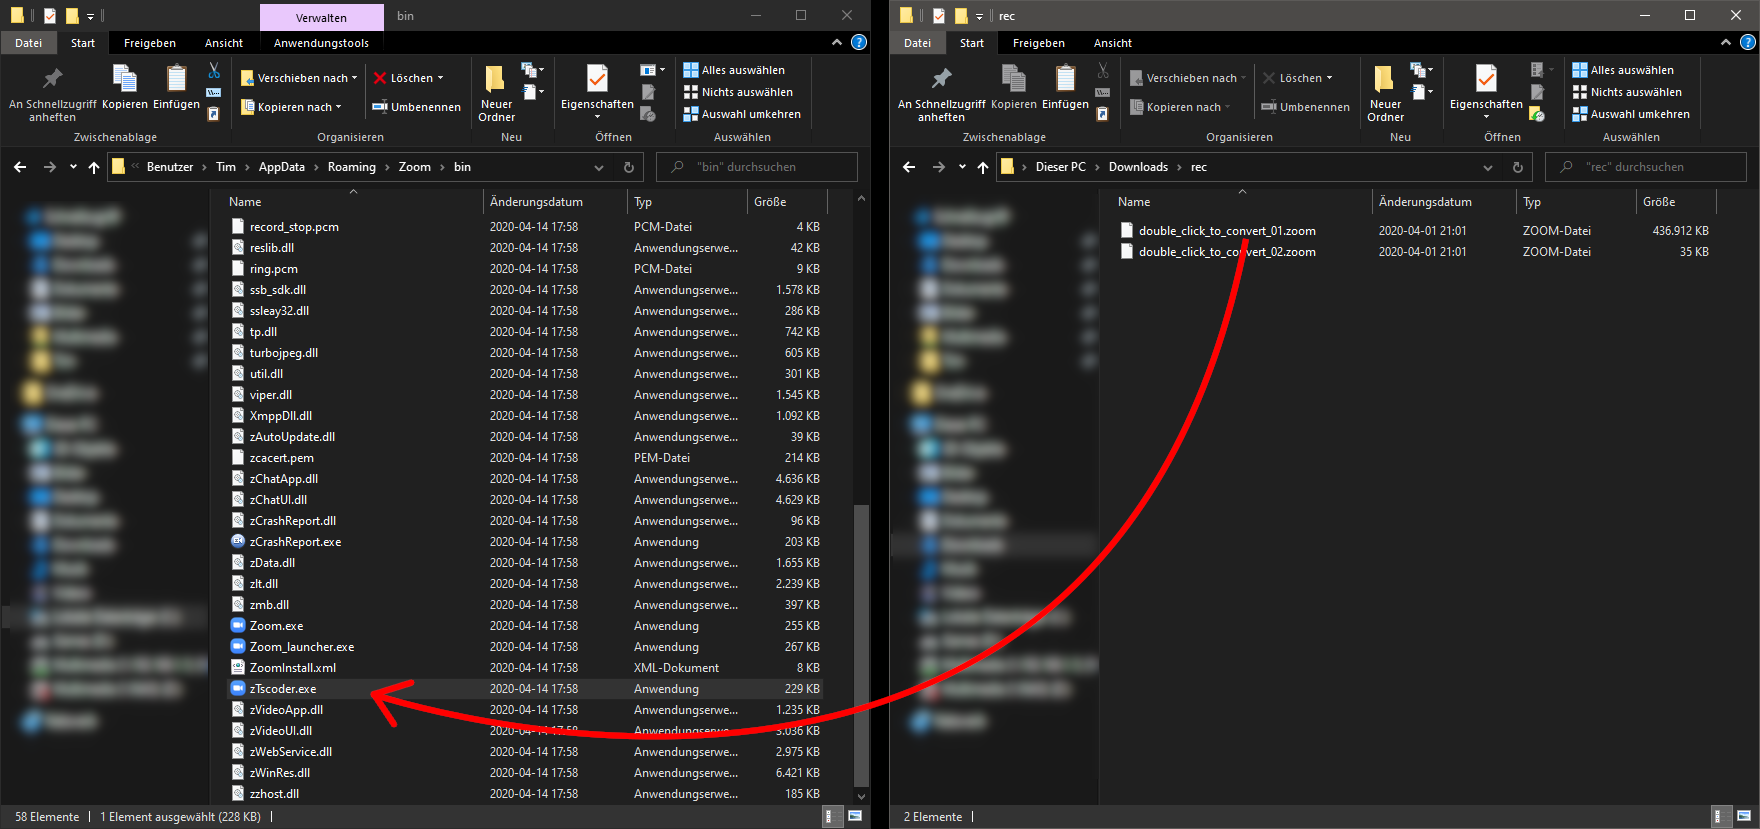 Verwalten
bin
Datei
Start
Freigeben
Ansicht
Anwendungstools
An Schnellzugriff anheften
Kopieren
Einfügen
Verschieben nach
Kopieren nach
Löschen
Umbenennen
Neuer Ordner
Eigenschaften
Alles auswählen
Nichts auswählen
Auswahl umkehren
Zwischenablage
Organisieren
Neu
Öffnen
Auswählen
« Benutzer > Tim > AppData > Roaming > Zoom > bin
"bin" durchsuchen
Name Änderungsdatum Typ Größe
record_stop.pcm 2020-04-14 17:58 PCM-Datei 4 KB
reslib.dll 2020-04-14 17:58 Anwendungserwe... 42 KB
ring.pcm 2020-04-14 17:58 PCM-Datei 9 KB
ssb_sdk.dll 2020-04-14 17:58 Anwendungserwe... 1.578 KB
ssleay32.dll 2020-04-14 17:58 Anwendungserwe... 286 KB
tp.dll 2020-04-14 17:58 Anwendungserwe... 742 KB
turbojpeg.dll 2020-04-14 17:58 Anwendungserwe... 605 KB
util.dll 2020-04-14 17:58 Anwendungserwe... 301 KB
viper.dll 2020-04-14 17:58 Anwendungserwe... 1.545 KB
XmppDll.dll 2020-04-14 17:58 Anwendungserwe... 1.092 KB
zAutoUpdate.dll 2020-04-14 17:58 Anwendungserwe... 39 KB
zcacert.pem 2020-04-14 17:58 PEM-Datei 214 KB
zChatApp.dll 2020-04-14 17:58 Anwendungserwe... 4.636 KB
zChatUI.dll 2020-04-14 17:58 Anwendungserwe... 4.629 KB
zCrashReport.dll 2020-04-14 17:58 Anwendungserwe... 96 KB
zCrashReport.exe 2020-04-14 17:58 Anwendung 203 KB
zData.dll 2020-04-14 17:58 Anwendungserwe... 1.655 KB
zlt.dll 2020-04-14 17:58 Anwendungserwe... 2.239 KB
zmb.dll 2020-04-14 17:58 Anwendungserwe... 397 KB
Zoom.exe 2020-04-14 17:58 Anwendung 255 KB
Zoom_launcher.exe 2020-04-14 17:58 Anwendung 267 KB
ZoomInstall.xml 2020-04-14 17:58 XML-Dokument 8 KB
zTscoder.exe 2020-04-14 17:58 Anwendung 229 KB
zVideoApp.dll 2020-04-14 17:58 Anwendungserwe... 1.235 KB
zVideoUI.dll 2020-04-14 17:58 Anwendungserwe... 3.036 KB
zWebService.dll 2020-04-14 17:58 Anwendungserwe... 2.975 KB
zWinRes.dll 2020-04-14 17:58 Anwendungserwe... 6.421 KB
zzhost.dll 2020-04-14 17:58 Anwendungserwe... 185 KB
58 Elemente | 1 Element ausgewählt (228 KB) |
rec
Datei
Start
Freigeben
Ansicht
An Schnellzugriff anheften
Kopieren
Einfügen
Verschieben nach
Kopieren nach
Löschen
Umbenennen
Neuer Ordner
Eigenschaften
Alles auswählen
Nichts auswählen
Auswahl umkehren
Zwischenablage
Organisieren
Neu
Öffnen
Auswählen
> Dieser PC > Downloads > rec
"rec" durchsuchen
Name Änderungsdatum Typ Größe
double_click_to_convert_01.zoom 2020-04-01 21:01 ZOOM-Datei 436.912 KB
double_click_to_convert_02.zoom 2020-04-01 21:01 ZOOM-Datei 35 KB
2 Elemente |